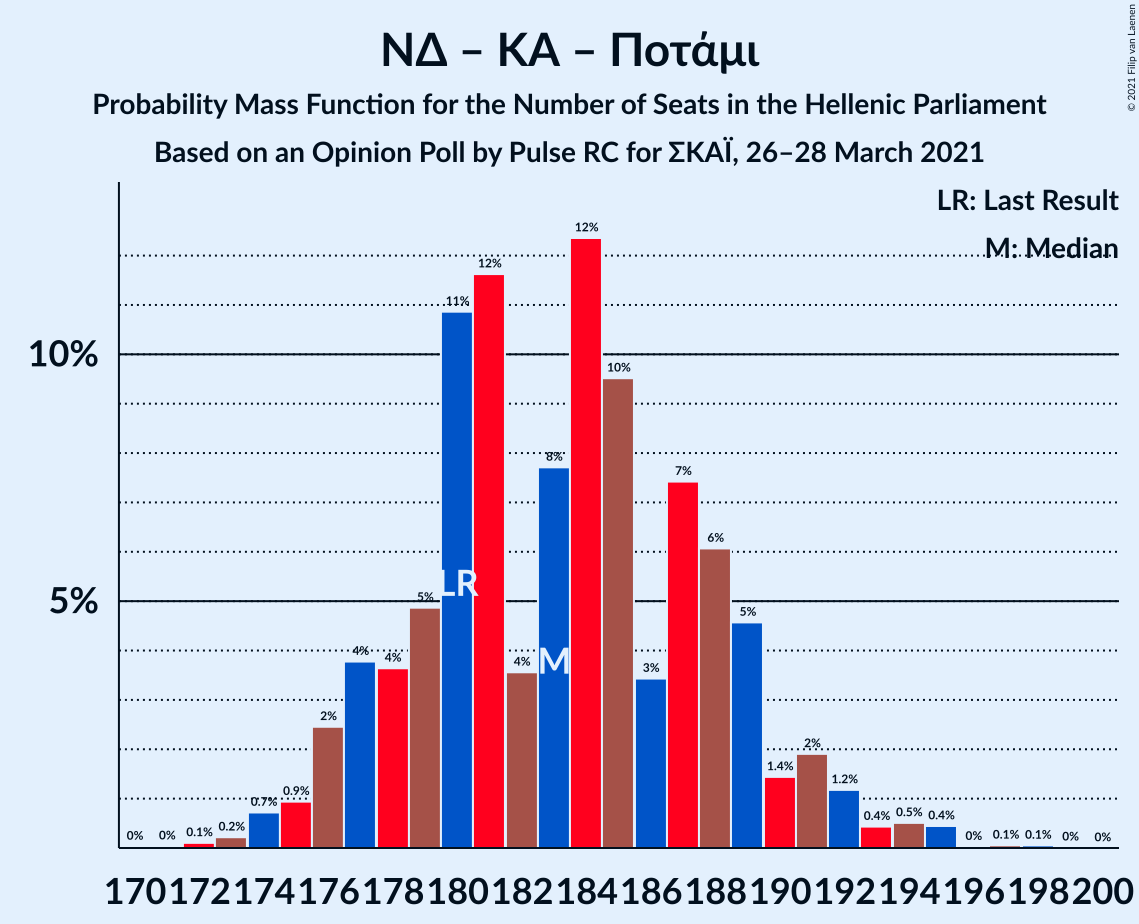 ΝΔ – ΚΑ – Ποτάμι
Probability Mass Function for the Number of Seats in the Hellenic Parliament
Based on an Opinion Poll by Pulse RC for ΣΚΑΪ, 26–28 March 2021
© 2021 Filip van Laenen
LR: Last Result
M: Median
10%
5%
0% 0% 0.1% 0.2% 0.7% 0.9% 2% 4% 4% 5% 11% 12% 4% 8% 12% 10% 3% 7% 6% 5% 1.4% 2% 1.2% 0.4% 0.5% 0.4% 0% 0.1% 0.1% 0% 0%
LR
M
170 172 174 176 178 180 182 184 186 188 190 192 194 196 198 200